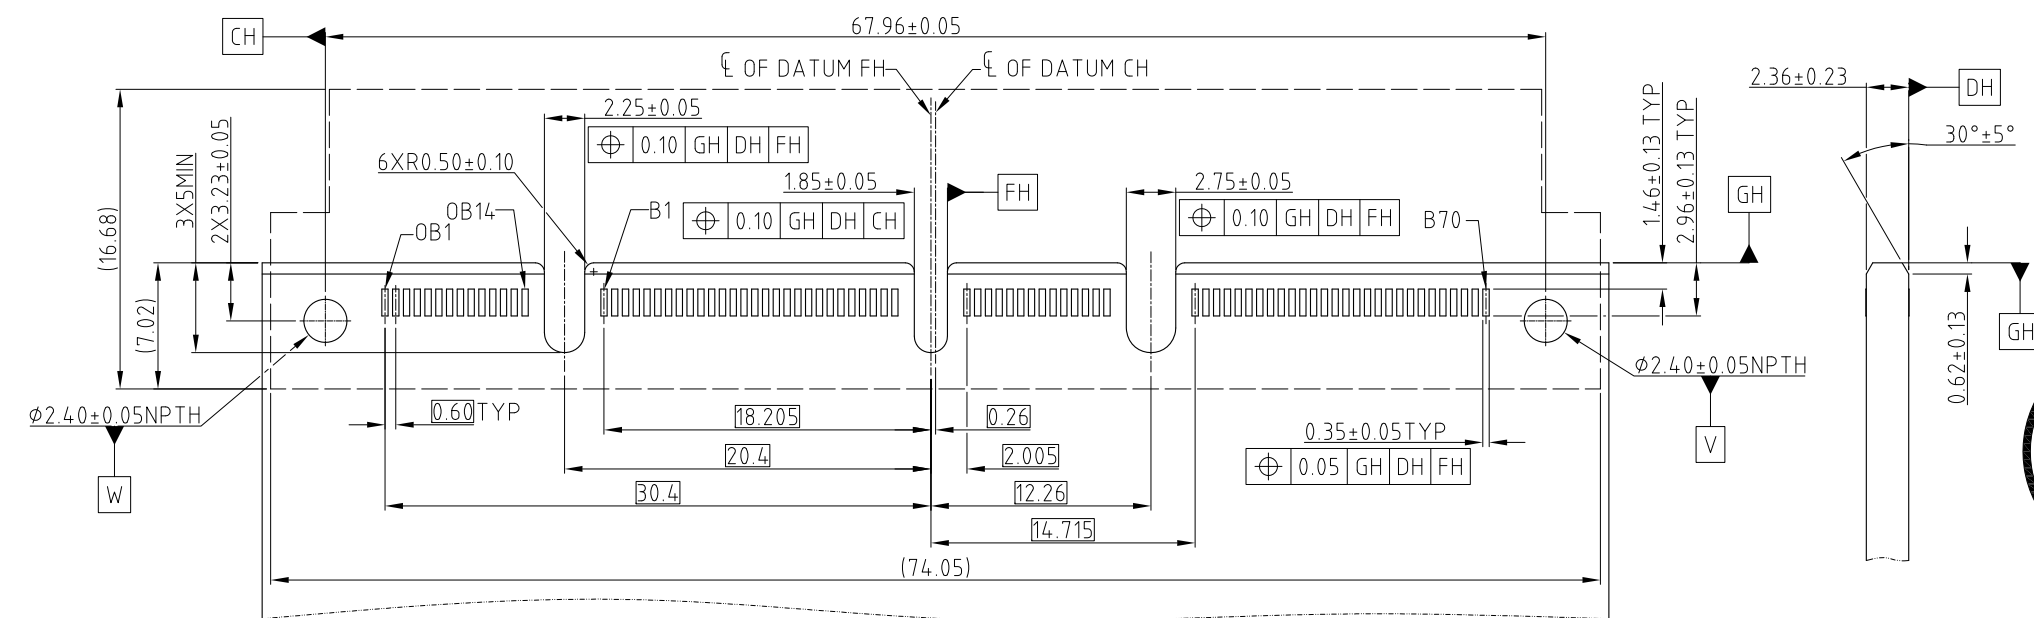 CH
67.96±0.05
℄ OF DATUM FH
℄ OF DATUM CH
2.36±0.23
DH
2.25±0.05
⌖ 0.10 GH DH FH
30°±5°
6XR0.50±0.10
1.85±0.05
FH
2.75±0.05
⌖ 0.10 GH DH CH
⌖ 0.10 GH DH FH
1.46±0.13 TYP
2.96±0.13 TYP
GH
(16.68)
3X5MIN
2X3.23±0.05
OB14
OB1
B1
B70
(7.02)
GH
0.62±0.13
ø2.40±0.05NPTH
ø2.40±0.05NPTH
0.60 TYP
18.205
0.26
0.35±0.05TYP
V
20.4
2.005
⌖ 0.05 GH DH FH
W
30.4
12.26
14.715
(74.05)